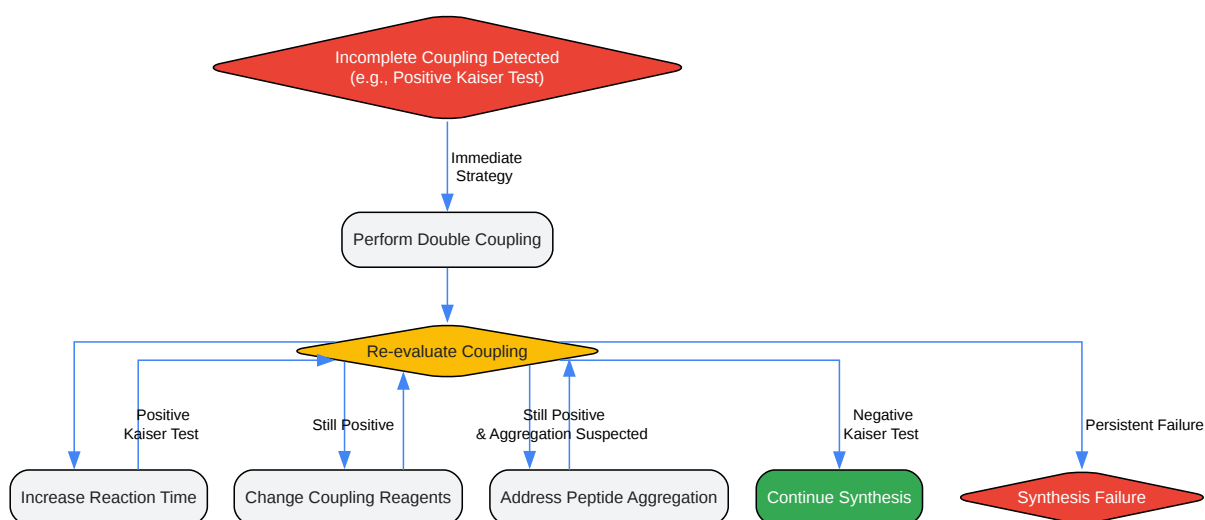 Incomplete Coupling Detected
(e.g., Positive Kaiser Test)
Immediate
Strategy
Perform Double Coupling
Re-evaluate Coupling
Positive
Kaiser Test
Still Positive
Still Positive
& Aggregation Suspected
Negative
Kaiser Test
Persistent Failure
Increase Reaction Time
Change Coupling Reagents
Address Peptide Aggregation
Continue Synthesis
Synthesis Failure